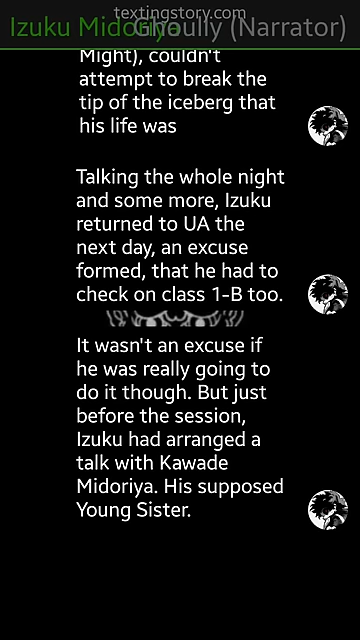 textingstory.com
Izuku Midoriya
Ghoully (Narrator)
Might), couldn't
attempt to break the
tip of the iceberg that
his life was
Talking the whole night
and some more, Izuku
returned to UA the
next day, an excuse
formed, that he had to
check on class 1-B too.
It wasn't an excuse if
he was really going to
do it though. But just
before the session,
Izuku had arranged a
talk with Kawade
Midoriya. His supposed
Young Sister.